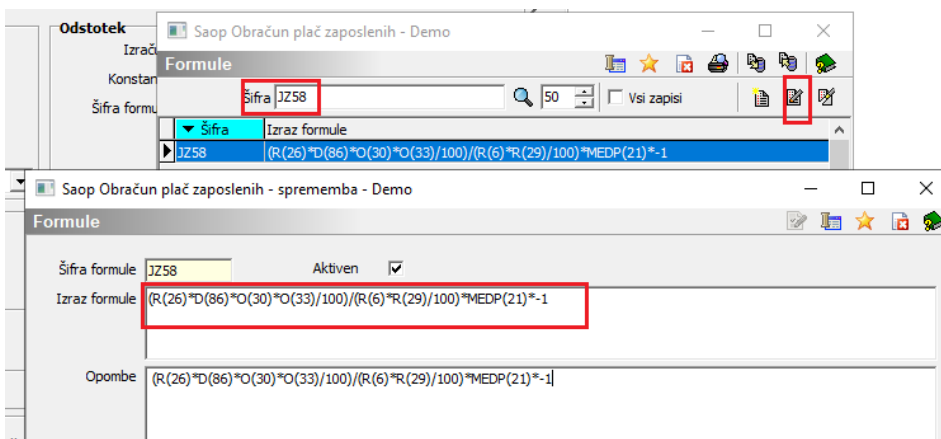 Odstotek
Saop Obračun plač zaposlenih - Demo
Formule
Šifra JZ58
50
Vsi zapisi
Šifra Izraz formule
JZ58 (R(26)*D(86)*O(30)*O(33)/100)/(R(6)*R(29)/100)*MEDP(21)*-1
Šifra
Saop Obračun plač zaposlenih - sprememba - Demo
Formule
Šifra formule JZ58 Aktiven
Izraz formule (R(26)*D(86)*O(30)*O(33)/100)/(R(6)*R(29)/100)*MEDP(21)*-1
Opombe (R(26)*D(86)*O(30)*O(33)/100)/(R(6)*R(29)/100)*MEDP(21)*-1